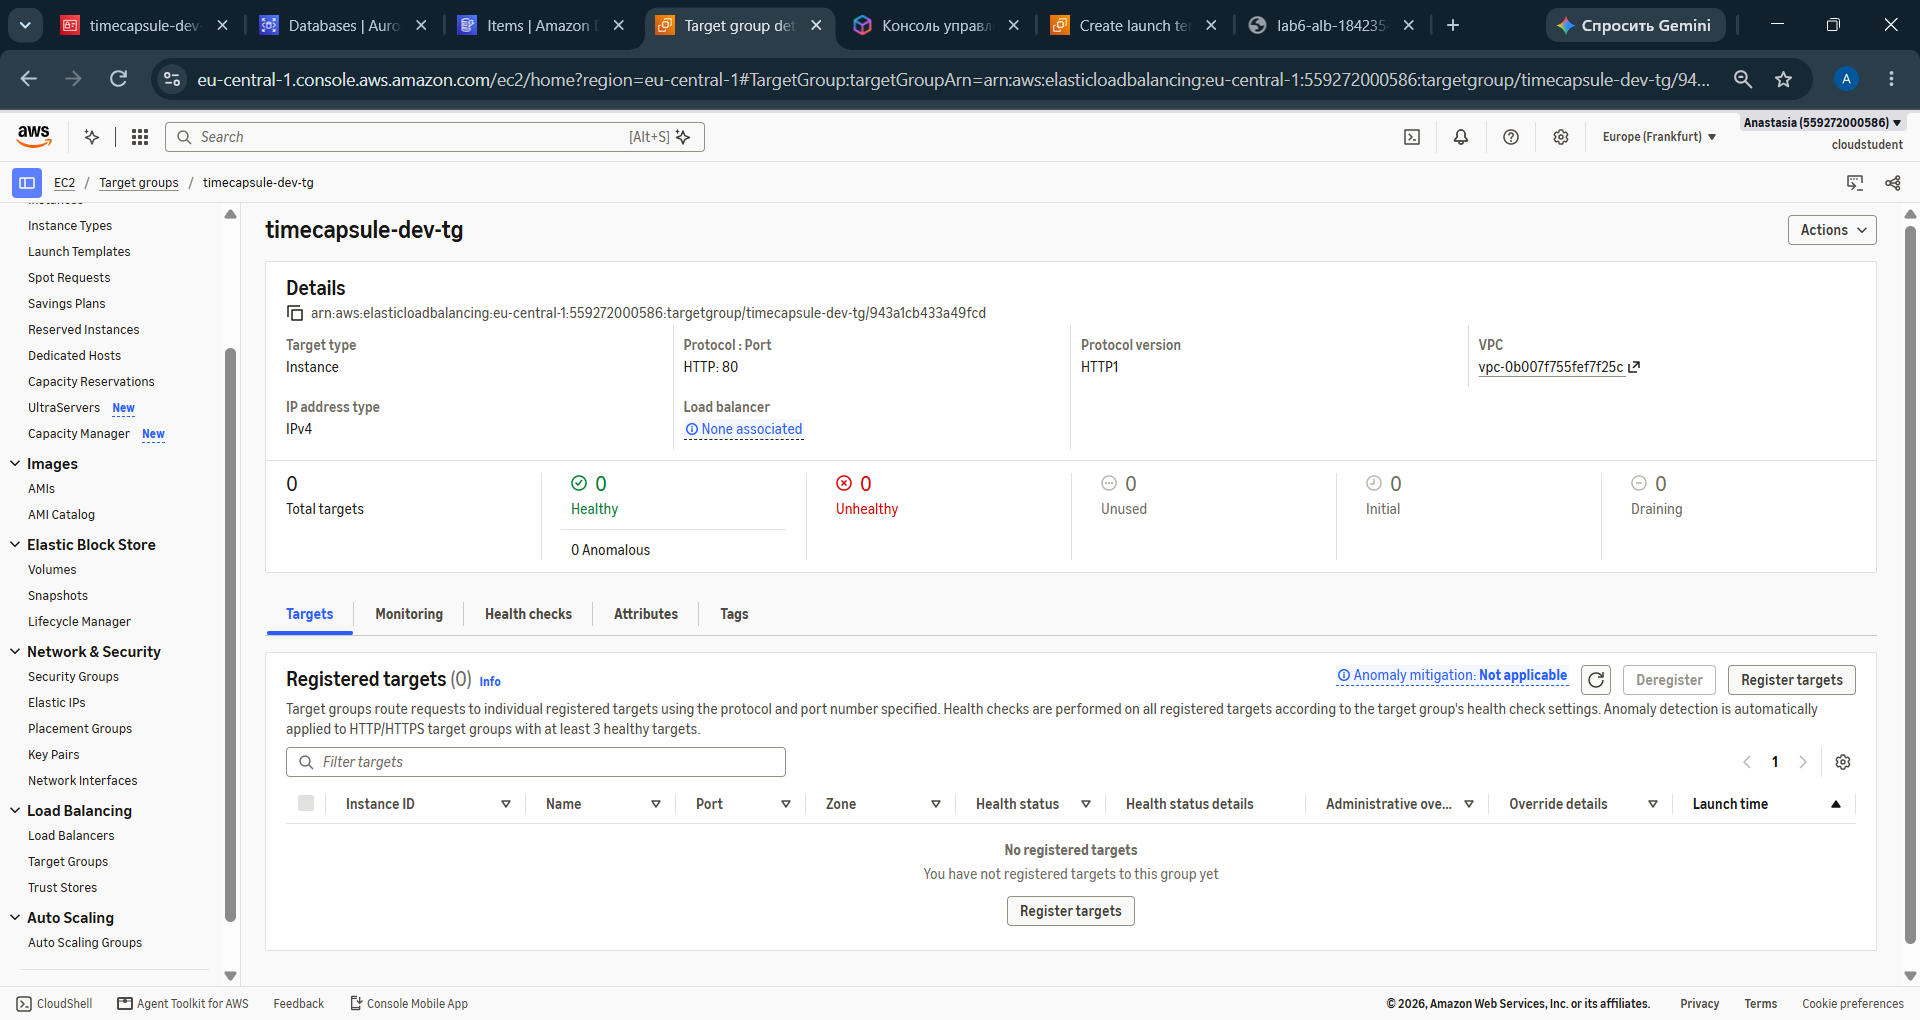 timecapsule-dev-
Databases | Auro
Items | Amazon D
Target group det
Консоль управл
Create launch te
lab6-alb-184235
Спросить Gemini
eu-central-1.console.aws.amazon.com/ec2/home?region=eu-central-1#TargetGroup:targetGroupArn=arn:aws:elasticloadbalancing:eu-central-1:559272000586:targetgroup/timecapsule-dev-tg/94...
A
aws
Search
[Alt+S]
Europe (Frankfurt)
Anastasia (559272000586)
cloudstudent
EC2 / Target groups / timecapsule-dev-tg
Instances
Instance Types
Launch Templates
Spot Requests
Savings Plans
Reserved Instances
Dedicated Hosts
Capacity Reservations
UltraServers New
Capacity Manager New
Images
AMIs
AMI Catalog
Elastic Block Store
Volumes
Snapshots
Lifecycle Manager
Network & Security
Security Groups
Elastic IPs
Placement Groups
Key Pairs
Network Interfaces
Load Balancing
Load Balancers
Target Groups
Trust Stores
Auto Scaling
Auto Scaling Groups
timecapsule-dev-tg
Actions
Details
arn:aws:elasticloadbalancing:eu-central-1:559272000586:targetgroup/timecapsule-dev-tg/943a1cb433a49fcd
Target type
Instance
Protocol : Port
HTTP: 80
Protocol version
HTTP1
VPC
vpc-0b007f755fef7f25c
IP address type
IPv4
Load balancer
None associated
0
Total targets
0
Healthy
0 Anomalous
0
Unhealthy
0
Unused
0
Initial
0
Draining
Targets
Monitoring
Health checks
Attributes
Tags
Registered targets (0) Info
Anomaly mitigation: Not applicable
Deregister
Register targets
Target groups route requests to individual registered targets using the protocol and port number specified. Health checks are performed on all registered targets according to the target group's health check settings. Anomaly detection is automatically
applied to HTTP/HTTPS target groups with at least 3 healthy targets.
Filter targets
1
Instance ID
Name
Port
Zone
Health status
Health status details
Administrative ove...
Override details
Launch time
No registered targets
You have not registered targets to this group yet
Register targets
CloudShell
Agent Toolkit for AWS
Feedback
Console Mobile App
© 2026, Amazon Web Services, Inc. or its affiliates.
Privacy
Terms
Cookie preferences